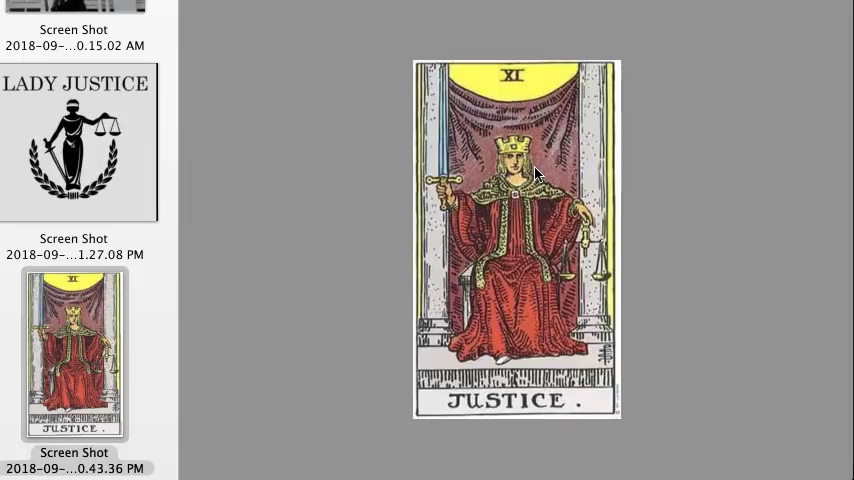 Screen Shot
2018-09-...0.15.02 AM
LADY JUSTICE
Screen Shot
2018-09-...1.27.08 PM
XI
JUSTICE.
Screen Shot
2018-09-...0.43.36 PM
XI
JUSTICE.